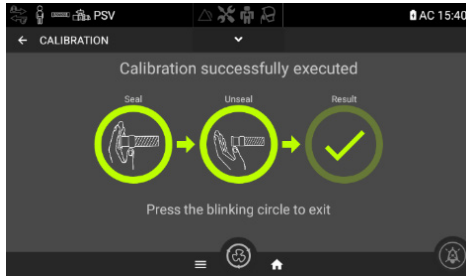 PSV
AC 15:40
CALIBRATION
Calibration successfully executed
Seal Unseal Result
Press the blinking circle to exit